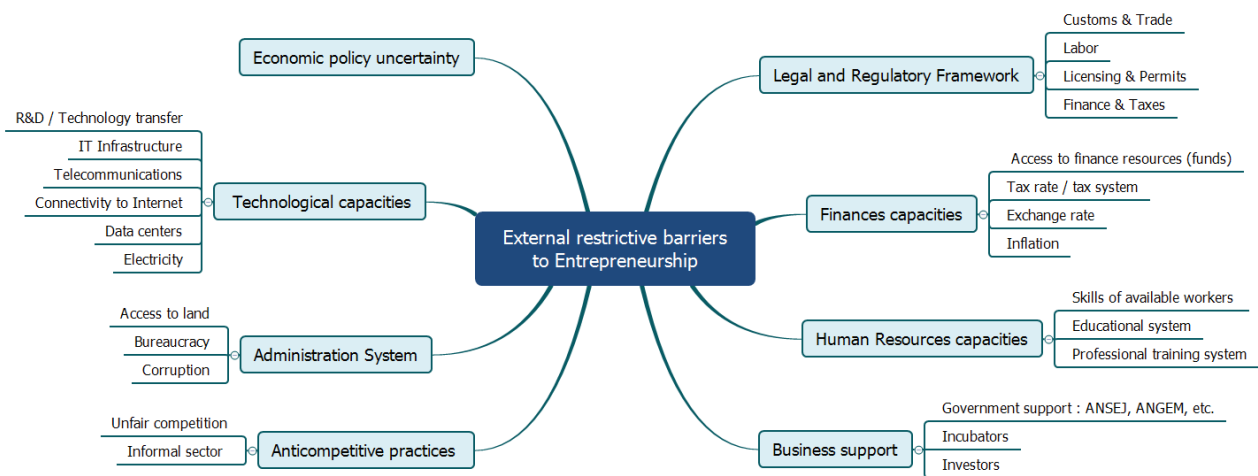 External restrictive barriers
to Entrepreneurship
Economic policy uncertainty
Technological capacities
R&D / Technology transfer
IT Infrastructure
Telecommunications
Connectivity to Internet
Data centers
Electricity
Administration System
Access to land
Bureaucracy
Corruption
Anticompetitive practices
Unfair competition
Informal sector
Legal and Regulatory Framework
Customs & Trade
Labor
Licensing & Permits
Finance & Taxes
Finances capacities
Access to finance resources (funds)
Tax rate / tax system
Exchange rate
Inflation
Human Resources capacities
Skills of available workers
Educational system
Professional training system
Business support
Government support : ANSEJ, ANGEM, etc.
Incubators
Investors